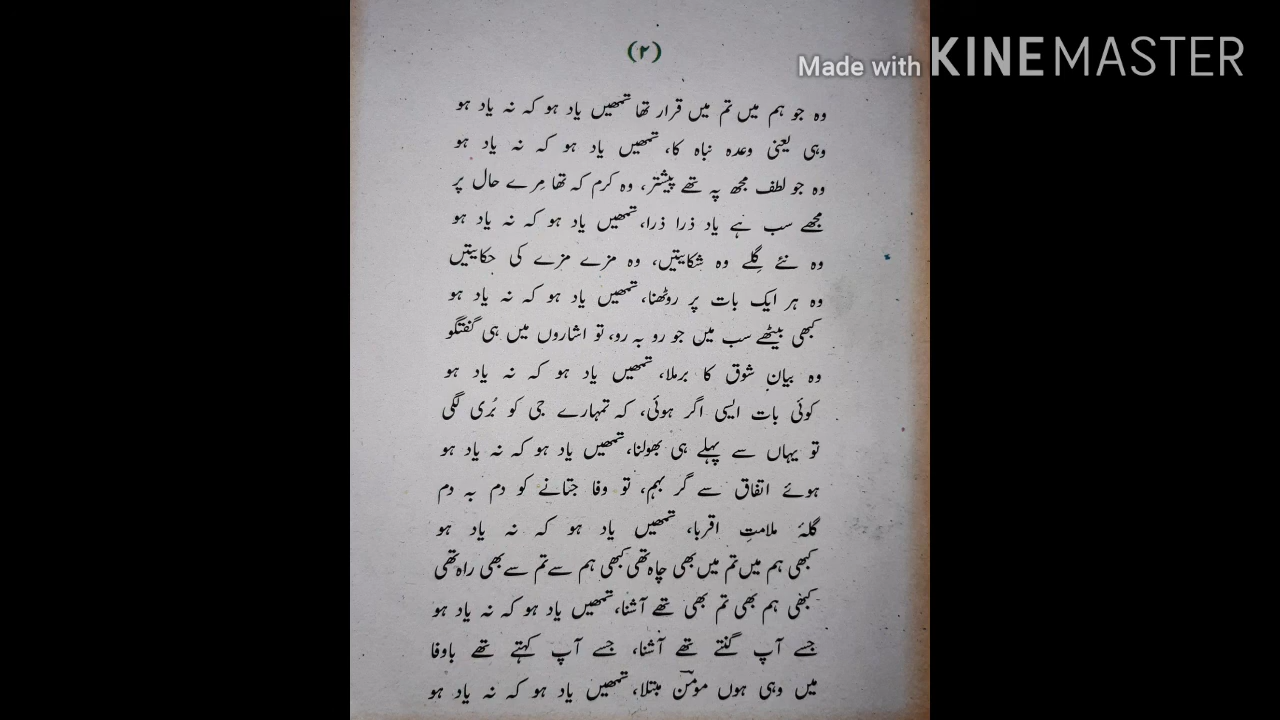 Made with KINEMASTER
(۲)
وہ جو ہم میں تم میں قرار تھا تمھیں یاد ہو کہ نہ یاد ہو
وہی یعنی وعدہ نباہ کا، تمھیں یاد ہو کہ نہ یاد ہو
وہ جو لطف مجھ پہ تھے پیشتر، وہ کرم کہ تھا مِرے حال پر
مجھے سب ہے یاد ذرا ذرا، تمھیں یاد ہو کہ نہ یاد ہو
وہ نئے گِلے وہ شکایتیں، وہ مزے مزے کی حکایتیں
وہ ہر ایک بات پر روٹھنا، تمھیں یاد ہو کہ نہ یاد ہو
کبھی بیٹھے سب میں جو رو بہ رو، تو اشاروں میں ہی گفتگو
وہ بیان شوق کا برملا، تمھیں یاد ہو کہ نہ یاد ہو
کوئی بات ایسی اگر ہوئی، کہ تمہارے جی کو بُری لگی
تو یہاں سے پہلے ہی بھولنا، تمھیں یاد ہو کہ نہ یاد ہو
ہوئے اتفاق سے گر بہم، تو وفا جتانے کو دم بہ دم
گلۂ ملامتِ اقربا، تمھیں یاد ہو کہ نہ یاد ہو
کبھی ہم میں تم میں بھی چاہ تھی کبھی ہم سے تم سے بھی راہ تھی
کبھی ہم بھی تم بھی تھے آشنا، تمھیں یاد ہو کہ نہ یاد ہو
جسے آپ گنتے تھے آشنا، جسے آپ کہتے تھے باوفا
میں وہی ہوں مومنؔ مبتلا، تمھیں یاد ہو کہ نہ یاد ہو